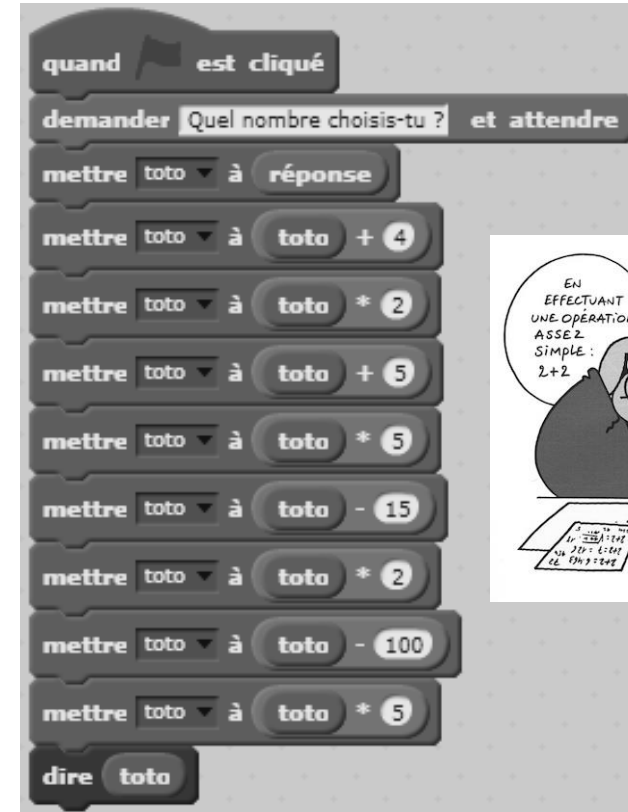 quand est cliqué
demander Quel nombre choisis-tu ? et attendre
mettre toto à réponse
mettre toto à toto + 4
mettre toto à toto * 2
mettre toto à toto + 5
mettre toto à toto * 5
mettre toto à toto - 15
mettre toto à toto * 2
mettre toto à toto - 100
mettre toto à toto * 5
dire toto
EN
EFFECTUANT
UNE OPÉRATION
ASSEZ
SIMPLE :
2+2